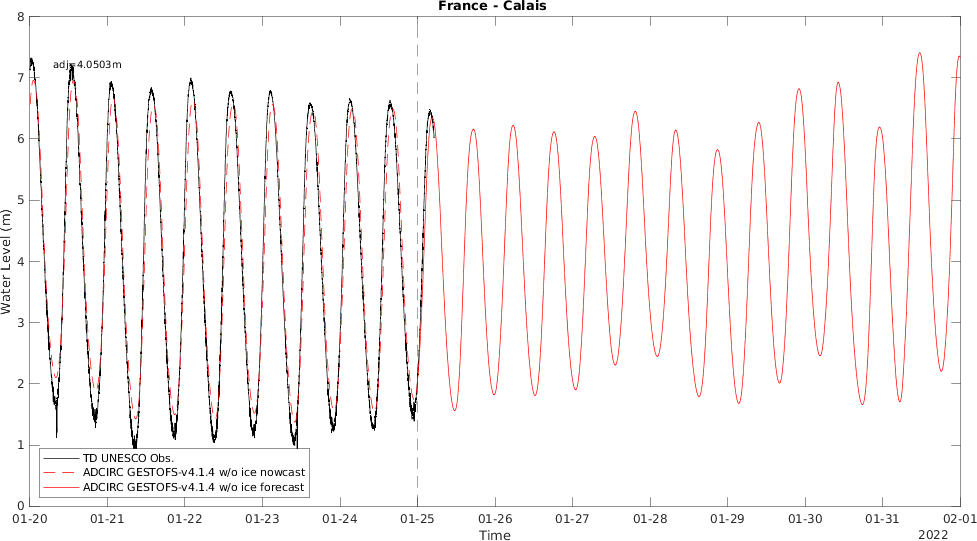 France - Calais
adj=4.0503m
8
7
6
5
4
3
2
1
0
Water Level (m)
TD UNESCO Obs.
ADCIRC GESTOFS-v4.1.4 w/o ice nowcast
ADCIRC GESTOFS-v4.1.4 w/o ice forecast
01-20 01-21 01-22 01-23 01-24 01-25 01-26 01-27 01-28 01-29 01-30 01-31 02-01
Time
2022